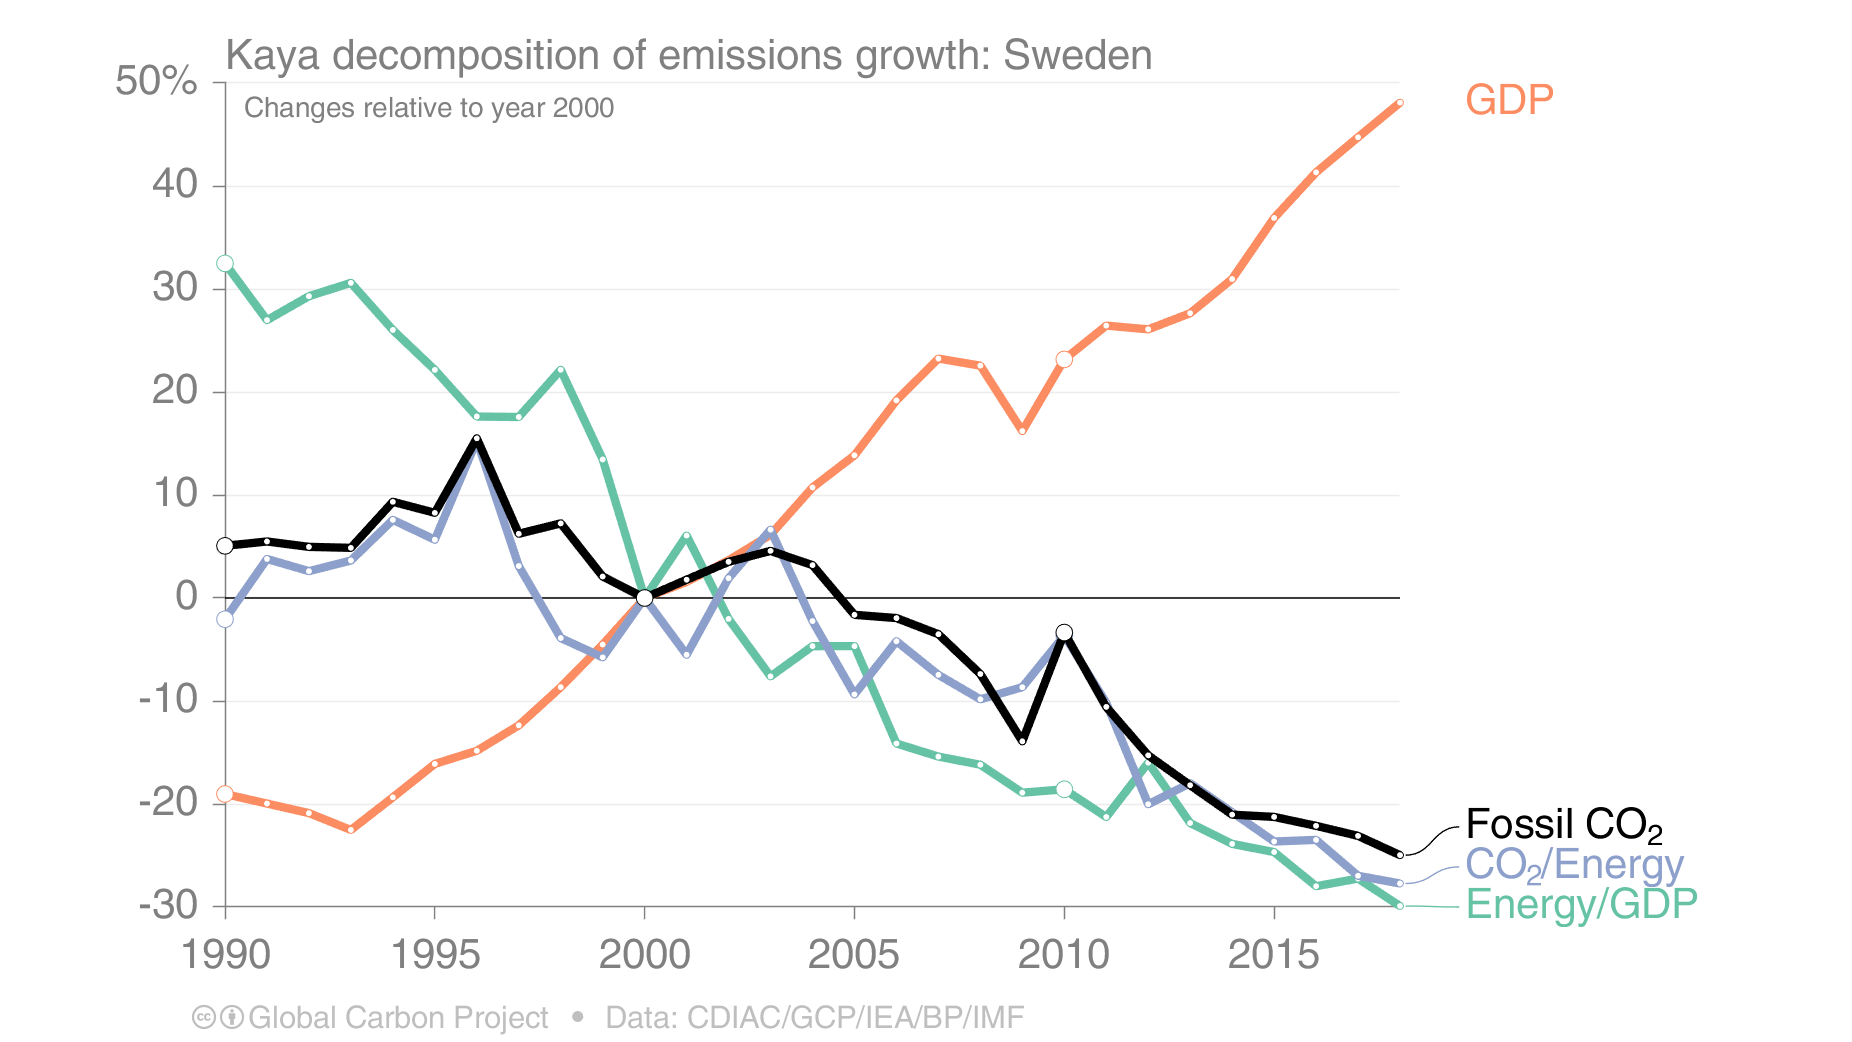 Kaya decomposition of emissions growth: Sweden
50%
Changes relative to year 2000
GDP
40
30
20
10
0
-10
-20
Fossil CO₂
CO₂/Energy
-30
Energy/GDP
1990 1995 2000 2005 2010 2015
cc Global Carbon Project • Data: CDIAC/GCP/IEA/BP/IMF